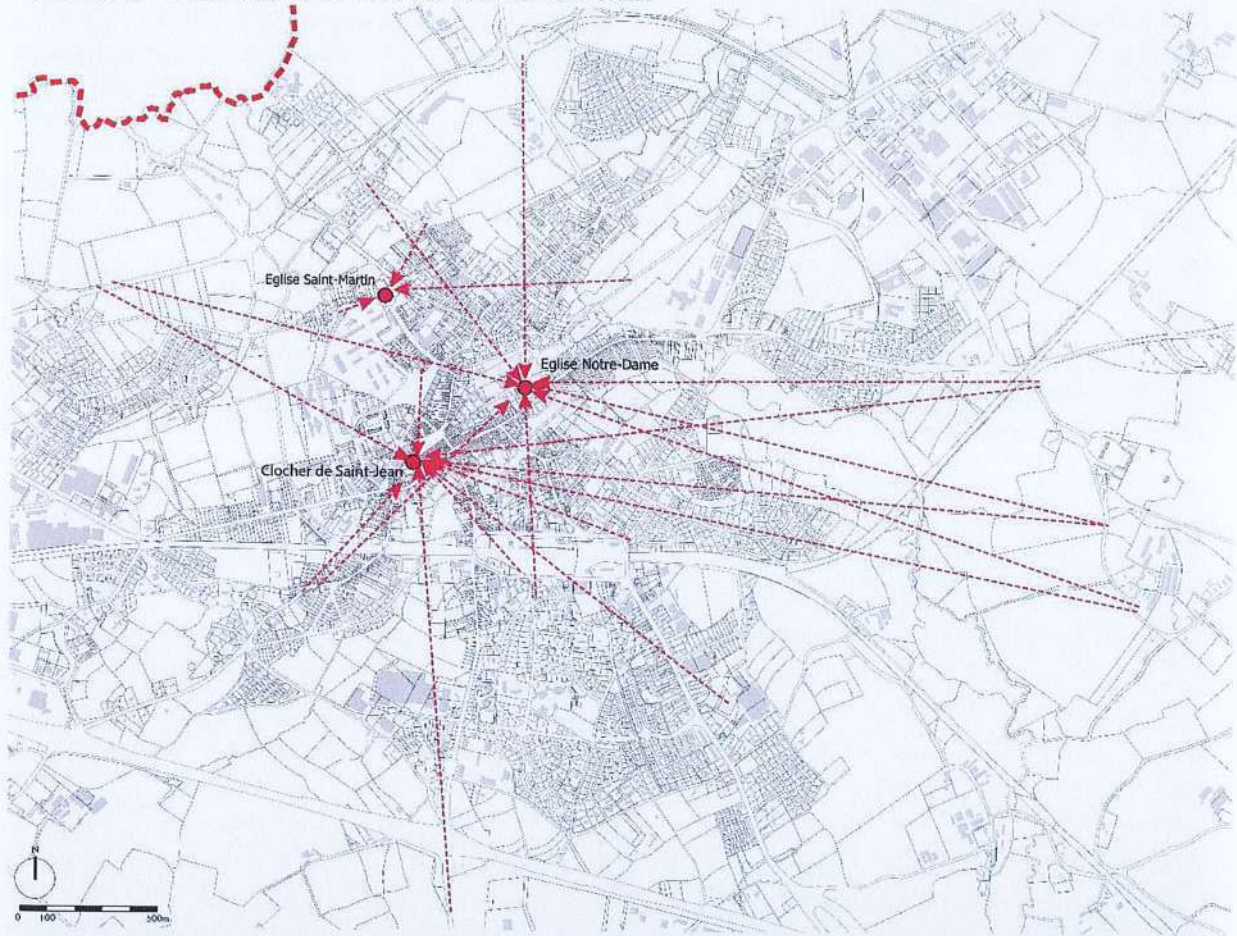 Eglise Saint-Martin
Eglise Notre-Dame
Clocher de Saint-Jean
N
0 100 500m